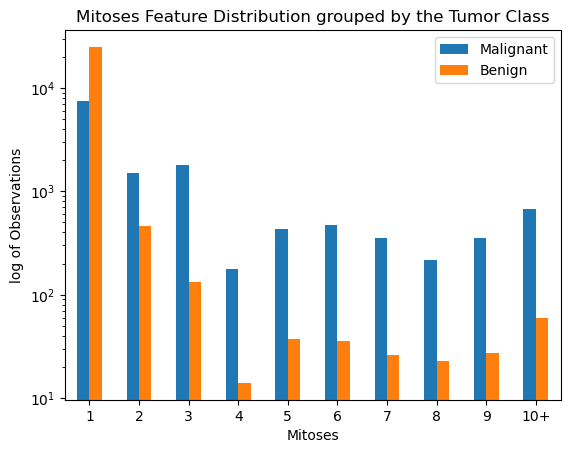 Mitoses Feature Distribution grouped by the Tumor Class
Malignant
Benign
log of Observations
10^4
10^3
10^2
10^1
1 2 3 4 5 6 7 8 9 10+
Mitoses